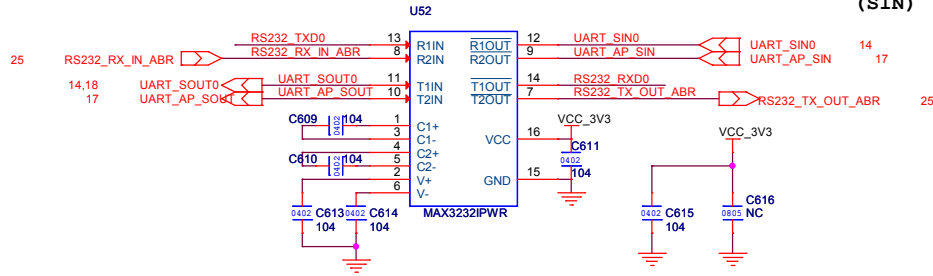 (SIN)
U52
RS232_TXD0 13 R1IN R1OUT 12 UART_SIN0 UART_SIN0 14
25 RS232_RX_IN_ABR RS232_RX_IN_ABR 8 R2IN R2OUT 9 UART_AP_SIN UART_AP_SIN 17
14,18 UART_SOUT0 UART_SOUT0 11 T1IN T1OUT 14 RS232_RXD0
17 UART_AP_SOUT UART_AP_SOUT 10 T2IN T2OUT 7 RS232_TX_OUT_ABR RS232_TX_OUT_ABR 25
C609 0402 104 1 C1+ VCC_3V3 VCC_3V3
3 C1- VCC 16
4 C2+ C611
C610 0402 104 5 C2- 0402
2 V+ GND 15 104
6 V-
MAX3232IPWR
0402 C613 0402 C614 0402 C615 0805 C616
104 104 104 NC